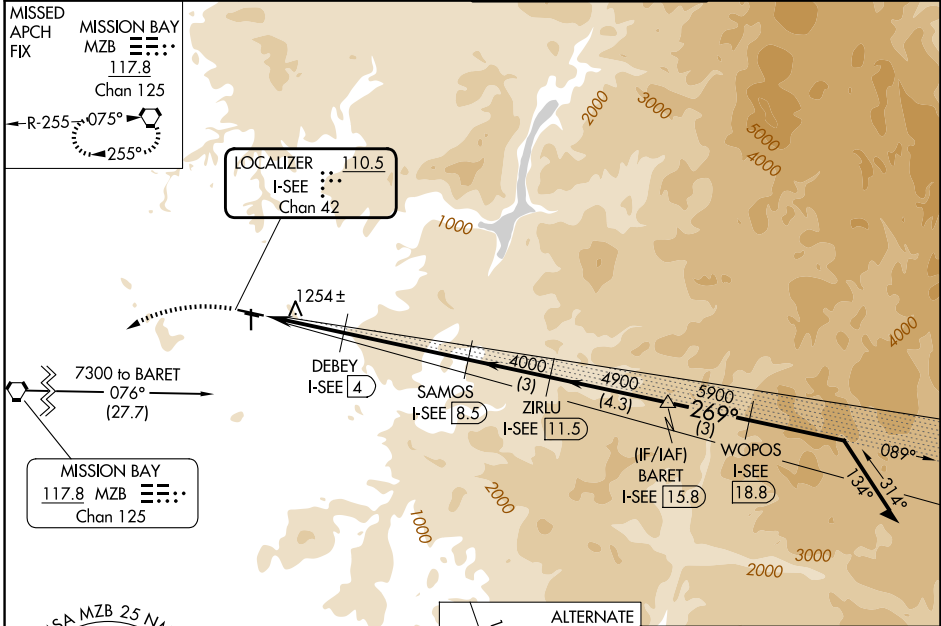 MISSED
APCH
FIX
MISSION BAY
MZB
117.8
Chan 125
R-255
075°
255°
LOCALIZER 110.5
I-SEE
Chan 42
2000
3000
5000
4000
1000
1254 ±
4000
7300 to BARET
076°
(27.7)
DEBEY
I-SEE 4
SAMOS
I-SEE 8.5
4000
(3)
ZIRLU
I-SEE 11.5
4900
(4.3)
5900
269°
(3)
(IF/IAF)
BARET
I-SEE 15.8
WOPOS
I-SEE
18.8
089°
314°
134°
MISSION BAY
117.8 MZB
Chan 125
2000
1000
3000
2000
MZB 25
ALTERNATE